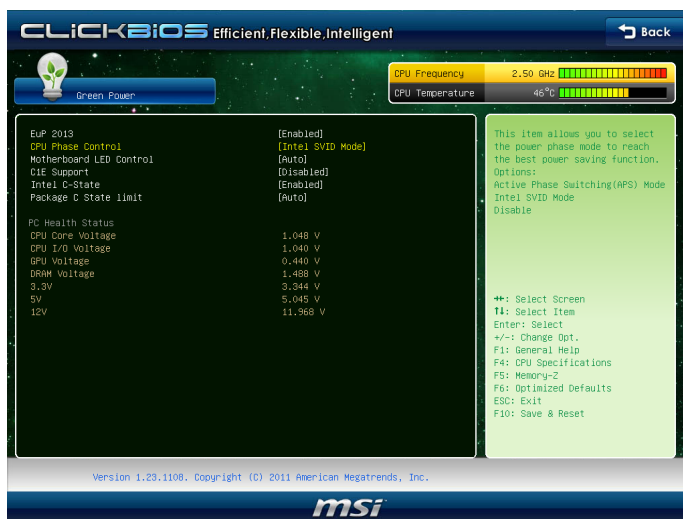 CLiCKBIOS Efficient,Flexible,Intelligent
Back
Green Power
CPU Frequency 2.50 GHz
CPU Temperature 46°C
EuP 2013 [Enabled]
CPU Phase Control [Intel SVID Mode]
Motherboard LED Control [Auto]
C1E Support [Disabled]
Intel C-State [Enabled]
Package C State limit [Auto]
PC Health Status
CPU Core Voltage 1.048 V
CPU I/O Voltage 1.040 V
GPU Voltage 0.440 V
DRAM Voltage 1.488 V
3.3V 3.344 V
5V 5.045 V
12V 11.968 V
This item allows you to select
the power phase mode to reach
the best power saving function.
Options:
Active Phase Switching(APS) Mode
Intel SVID Mode
Disable
→←: Select Screen
↑↓: Select Item
Enter: Select
+/-: Change Opt.
F1: General Help
F4: CPU Specifications
F5: Memory-Z
F6: Optimized Defaults
ESC: Exit
F10: Save & Reset
Version 1.23.1108. Copyright (C) 2011 American Megatrends, Inc.
msi